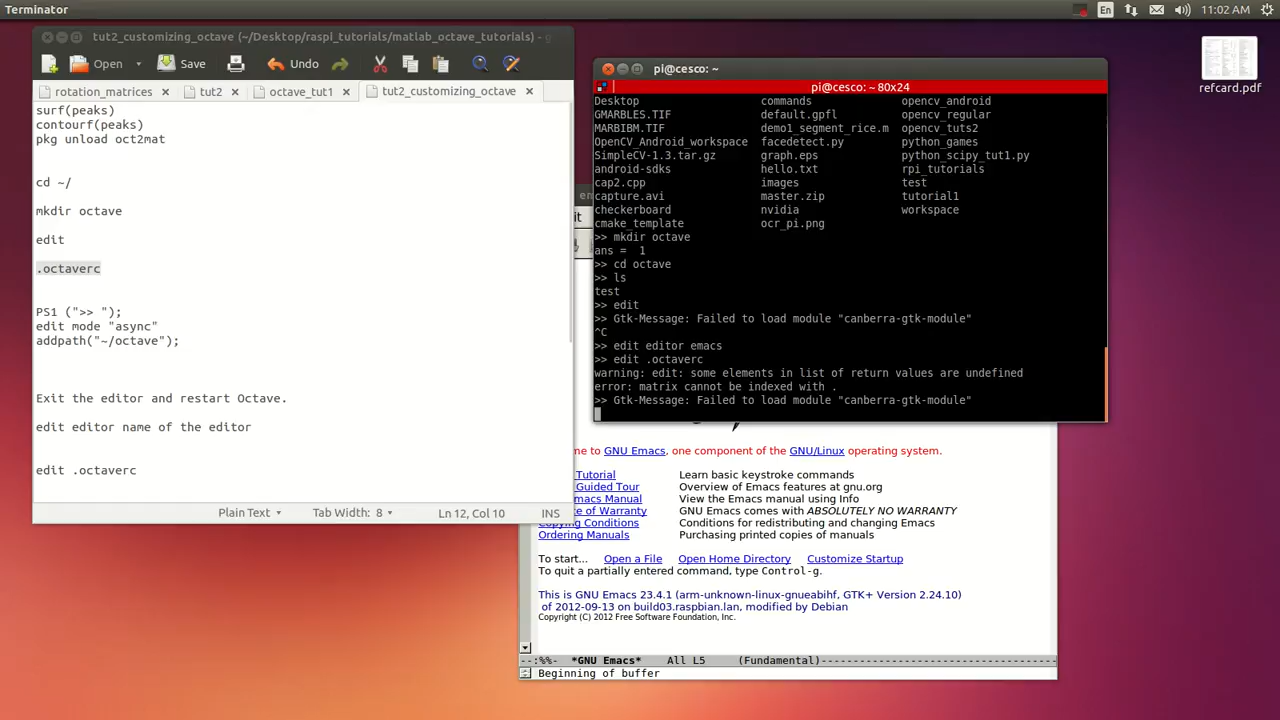 Terminator
En
11:02 AM
tut2_customizing_octave (~/Desktop/raspi_tutorials/matlab_octave_tutorials) - g
Open
Save
Undo
rotation_matrices
tut2
octave_tut1
tut2_customizing_octave
surf(peaks)
contourf(peaks)
pkg unload oct2mat
cd ~/
mkdir octave
edit
.octaverc
PS1 (">> ");
edit mode "async"
addpath("~/octave");
Exit the editor and restart Octave.
edit editor name of the editor
edit .octaverc
Plain Text
Tab Width: 8
Ln 12, Col 10
INS
pi@cesco: ~
pi@cesco: ~ 80x24
Desktop commands opencv_android
GMARBLES.TIF default.gpfl opencv_regular
MARBIBM.TIF demo1_segment_rice.m opencv_tuts2
OpenCV_Android_workspace facedetect.py python_games
SimpleCV-1.3.tar.gz graph.eps python_scipy_tut1.py
android-sdks hello.txt rpi_tutorials
cap2.cpp images test
capture.avi master.zip tutorial1
checkerboard nvidia workspace
cmake_template ocr_pi.png
>> mkdir octave
ans = 1
>> cd octave
>> ls
test
>> edit
>> Gtk-Message: Failed to load module "canberra-gtk-module"
^C
>> edit editor emacs
>> edit .octaverc
warning: edit: some elements in list of return values are undefined
error: matrix cannot be indexed with .
>> Gtk-Message: Failed to load module "canberra-gtk-module"
em
it
me to GNU Emacs, one component of the GNU/Linux operating system.
Tutorial Learn basic keystroke commands
Guided Tour Overview of Emacs features at gnu.org
macs Manual View the Emacs manual using Info
e of Warranty GNU Emacs comes with ABSOLUTELY NO WARRANTY
Copying Conditions Conditions for redistributing and changing Emacs
Ordering Manuals Purchasing printed copies of manuals
To start... Open a File Open Home Directory Customize Startup
To quit a partially entered command, type Control-g.
This is GNU Emacs 23.4.1 (arm-unknown-linux-gnueabihf, GTK+ Version 2.24.10)
of 2012-09-13 on build03.raspbian.lan, modified by Debian
Copyright (C) 2012 Free Software Foundation, Inc.
--:%%- *GNU Emacs* All L5 (Fundamental)
Beginning of buffer
refcard.pdf